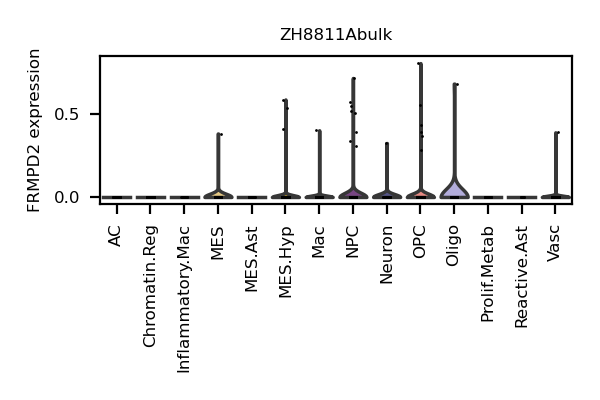 ZH8811Abulk
FRMPD2 expression
0.5
0.0
AC
Chromatin.Reg
Inflammatory.Mac
MES
MES.Ast
MES.Hyp
Mac
NPC
Neuron
OPC
Oligo
Prolif.Metab
Reactive.Ast
Vasc